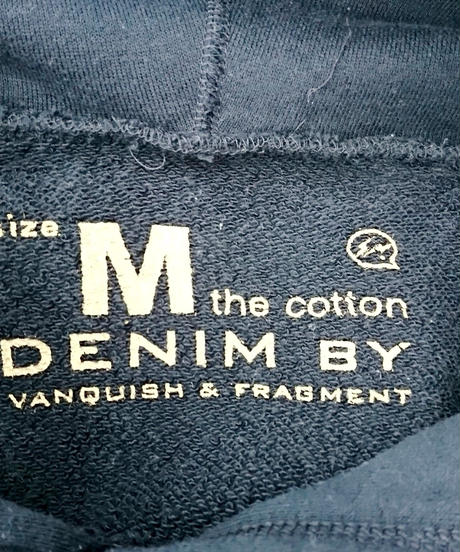 size M
the cotton
DENIM BY
VANQUISH & FRAGMENT